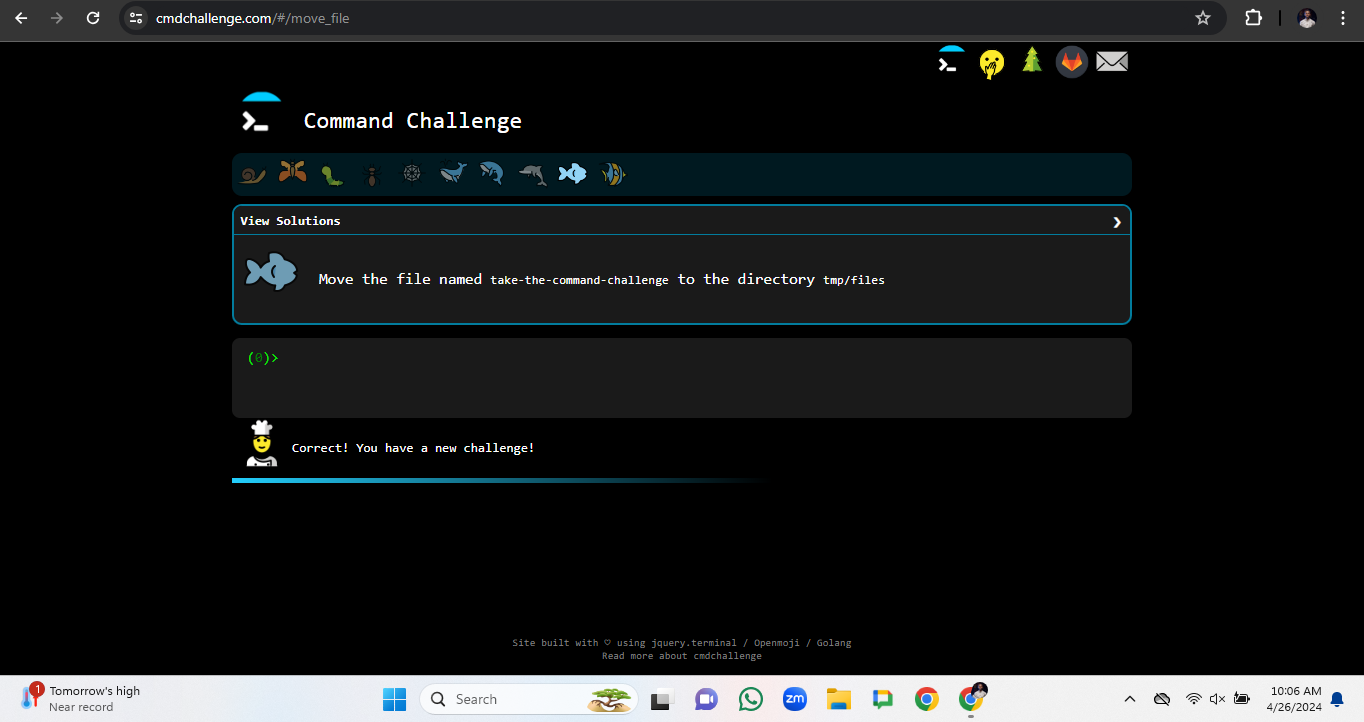 cmdchallenge.com/#/move_file
Command Challenge
View Solutions
Move the file named take-the-command-challenge to the directory tmp/files
(0)>
Correct! You have a new challenge!
Site built with ♡ using jquery.terminal / Openmoji / Golang
Read more about cmdchallenge
1
Tomorrow's high
Near record
Search
zm
10:06 AM
4/26/2024